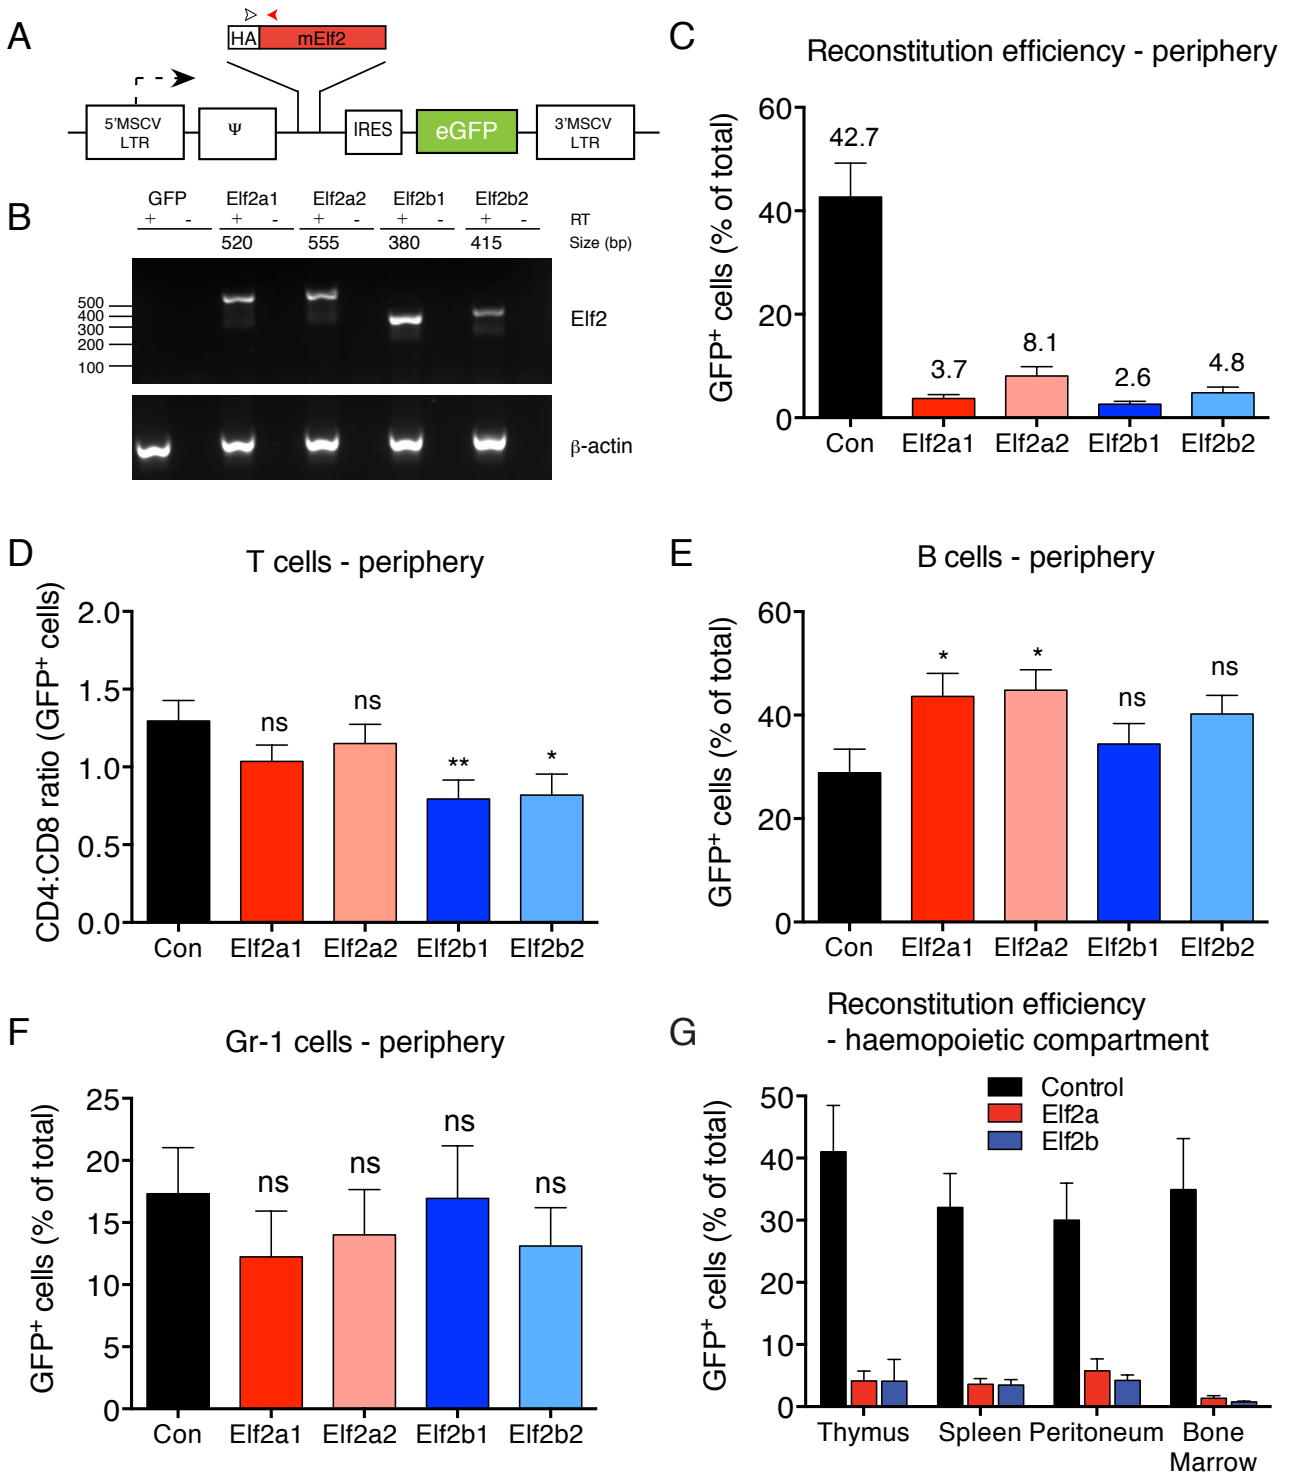 A
HA
mElf2
5'MSCV
LTR
Ψ
IRES
eGFP
3'MSCV
LTR
B
GFP Elf2a1 Elf2a2 Elf2b1 Elf2b2
+ - + - + - + - + - RT
520 555 380 415 Size (bp)
500
400
300
200
100
Elf2
β-actin
C
Reconstitution efficiency - periphery
GFP+ cells (% of total)
60
40
20
0
42.7
3.7
8.1
2.6
4.8
Con Elf2a1 Elf2a2 Elf2b1 Elf2b2
D
T cells - periphery
CD4:CD8 ratio (GFP+ cells)
2.0
1.5
1.0
0.5
0.0
ns
ns
**
*
Con Elf2a1 Elf2a2 Elf2b1 Elf2b2
E
B cells - periphery
GFP+ cells (% of total)
60
40
20
0
*
*
ns
ns
Con Elf2a1 Elf2a2 Elf2b1 Elf2b2
F
Gr-1 cells - periphery
GFP+ cells (% of total)
25
20
15
10
5
0
ns
ns
ns
ns
Con Elf2a1 Elf2a2 Elf2b1 Elf2b2
G
Reconstitution efficiency
- haemopoietic compartment
Control
Elf2a
Elf2b
GFP+ cells (% of total)
50
40
30
20
10
0
Thymus Spleen Peritoneum Bone
Marrow